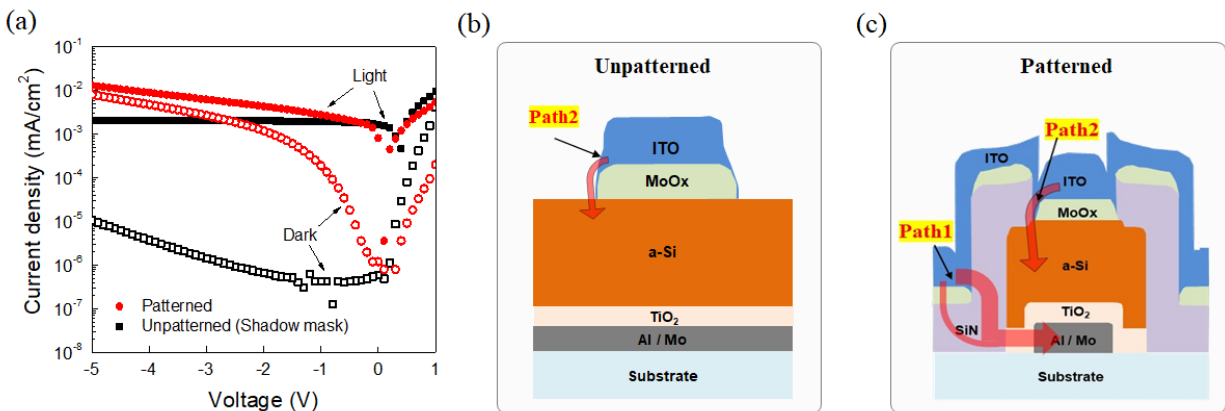 (a)
10⁻¹
10⁻²
10⁻³
10⁻⁴
10⁻⁵
10⁻⁶
10⁻⁷
10⁻⁸
Current density (mA/cm²)
Light
Dark
Patterned
Unpatterned (Shadow mask)
-5 -4 -3 -2 -1 0 1
Voltage (V)
(b)
Unpatterned
Path2
ITO
MoOx
a-Si
TiO₂
Al / Mo
Substrate
(c)
Patterned
Path2
ITO
ITO
MoOx
Path1
a-Si
TiO₂
SiN
Al / Mo
Substrate